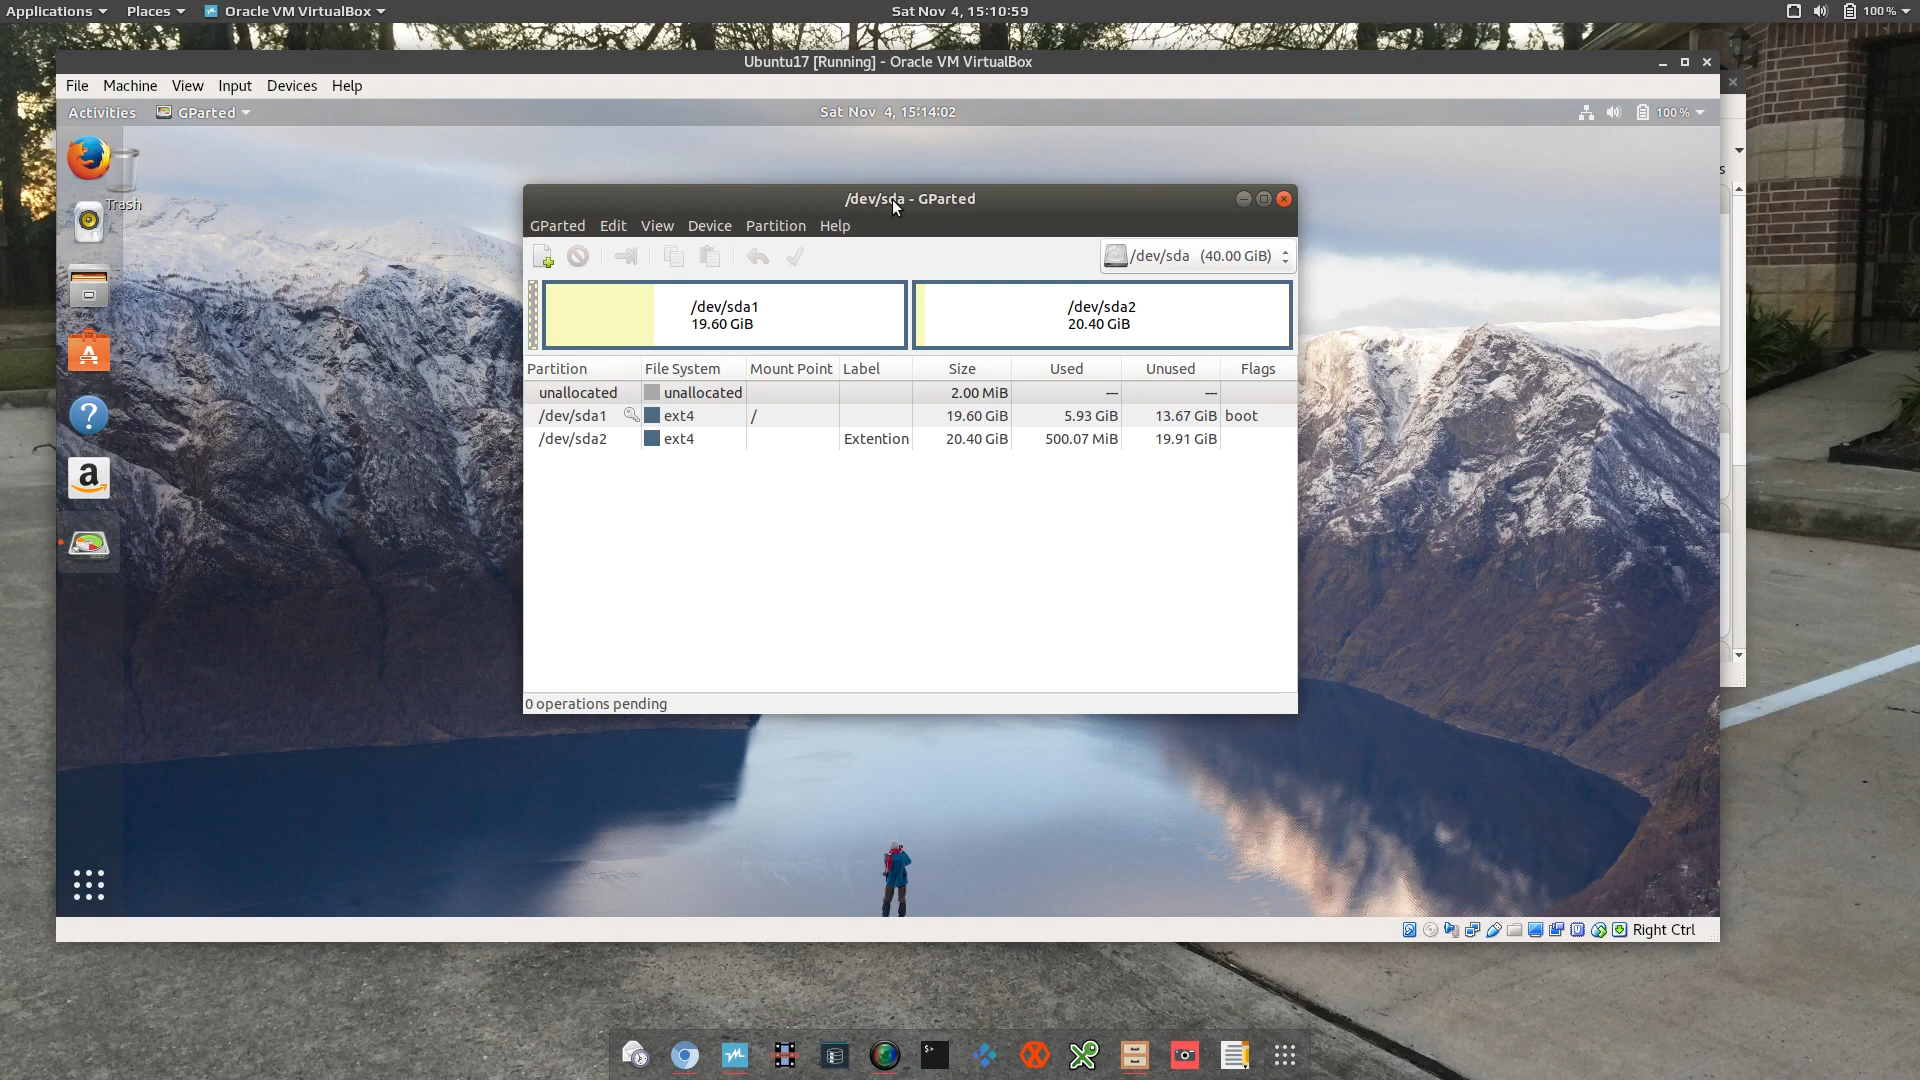 Applications Places Oracle VM VirtualBox Sat Nov 4, 15:10:59 100%
Ubuntu17 [Running] - Oracle VM VirtualBox
File Machine View Input Devices Help
Activities GParted Sat Nov 4, 15:14:02 100%
Trash
/dev/sda - GParted
GParted Edit View Device Partition Help
/dev/sda (40.00 GiB)
/dev/sda1 /dev/sda2
19.60 GiB 20.40 GiB
Partition File System Mount Point Label Size Used Unused Flags
unallocated unallocated 2.00 MiB --- ---
/dev/sda1 ext4 / 19.60 GiB 5.93 GiB 13.67 GiB boot
/dev/sda2 ext4 Extention 20.40 GiB 500.07 MiB 19.91 GiB
0 operations pending
Right Ctrl